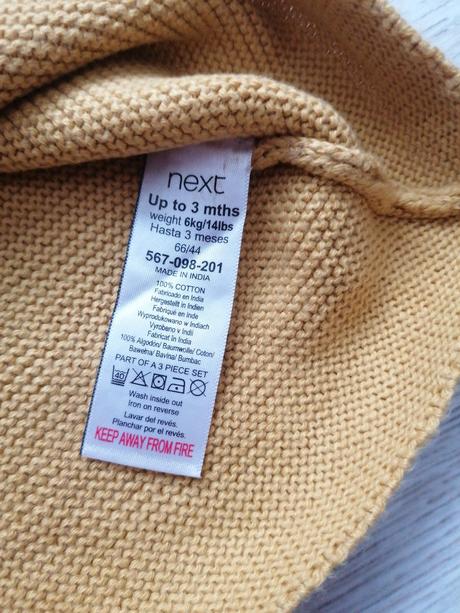 next
Up to 3 mths
weight 6kg/14lbs
Hasta 3 meses
66/44
567-098-201
MADE IN INDIA
100% COTTON
Fabricado en India
Hergestellt in Indien
Fabriqué en Inde
Wyprodukowano w Indiach
Vyrobeno v Indii
Fabricat în India
100% Algodón/ Baumwolle/ Coton/
Bawełna/ Bavlna/ Bumbac
PART OF A 3 PIECE SET
40
Wash inside out
Iron on reverse
Lavar del revés.
Planchar por el revés.
KEEP AWAY FROM FIRE